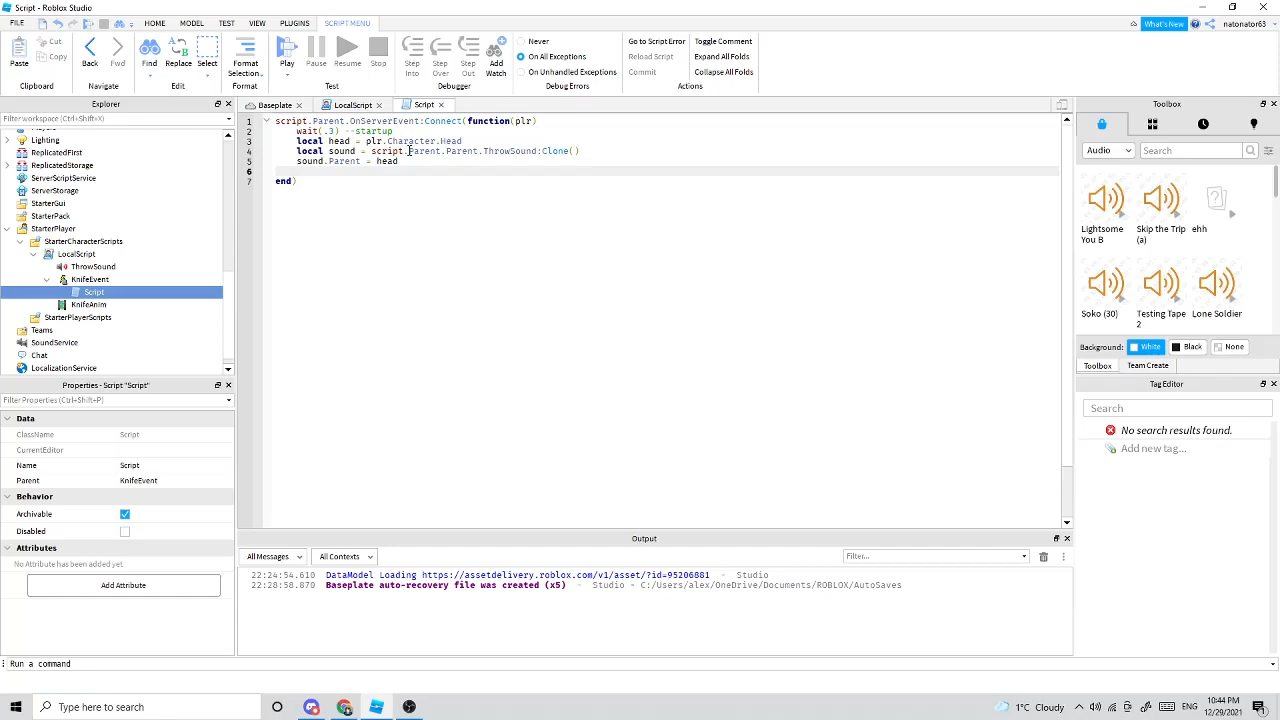 Script - Roblox Studio
FILE HOME MODEL TEST VIEW PLUGINS SCRIPT MENU What's New natonator63
Paste Cut Copy
Back Fwd
Find Replace Select
Format Selection
Play Pause Resume Stop
Step Into Step Over Step Out Add Watch
Never
On All Exceptions
On Unhandled Exceptions
Go to Script Error
Reload Script
Commit
Toggle Comment
Expand All Folds
Collapse All Folds
Clipboard Navigate Edit Format Test Debugger Debug Errors Actions
Explorer
Filter workspace (Ctrl+Shift+X)
Players
Lighting
ReplicatedFirst
ReplicatedStorage
ServerScriptService
ServerStorage
StarterGui
StarterPack
StarterPlayer
StarterCharacterScripts
LocalScript
ThrowSound
KnifeEvent
Script
KnifeAnim
StarterPlayerScripts
Teams
SoundService
Chat
LocalizationService
Properties - Script "Script"
Filter Properties (Ctrl+Shift+P)
Data
ClassName Script
CurrentEditor
Name Script
Parent KnifeEvent
Behavior
Archivable
Disabled
Attributes
No Attribute has been added yet
Add Attribute
Baseplate LocalScript Script
1 script.Parent.OnServerEvent:Connect(function(plr)
2 wait(.3) --startup
3 local head = plr.Character.Head
4 local sound = script.Parent.Parent.ThrowSound:Clone()
5 sound.Parent = head
6
7 end)
Output
All Messages All Contexts Filter...
22:24:54.610 DataModel Loading https://assetdelivery.roblox.com/v1/asset/?id=95206881 - Studio
22:28:58.870 Baseplate auto-recovery file was created (x5) - Studio - C:/Users/alex/OneDrive/Documents/ROBLOX/AutoSaves
Toolbox
Audio Search
Lightsome You B
Skip the Trip (a)
ehh
Soko (30)
Testing Tape 2
Lone Soldier
Background: White Black None
Toolbox Team Create
Tag Editor
Search
No search results found.
Add new tag...
Run a command
Type here to search
1°C Cloudy
ENG
10:44 PM
12/29/2021